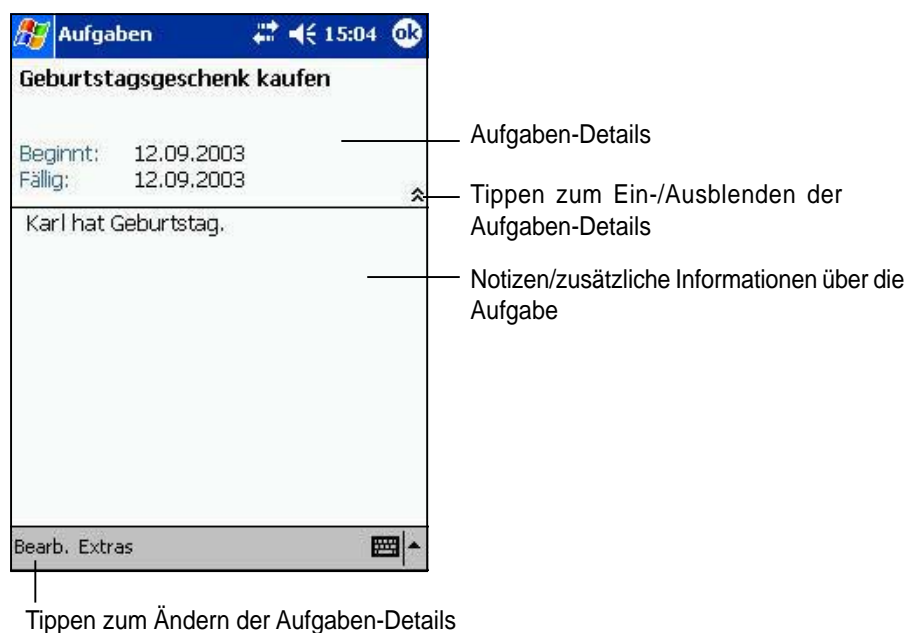 Aufgaben 15:04 ok
Geburtstagsgeschenk kaufen
Beginnt: 12.09.2003
Fällig: 12.09.2003
Karl hat Geburtstag.
Bearb. Extras
Aufgaben-Details
Tippen zum Ein-/Ausblenden der
Aufgaben-Details
Notizen/zusätzliche Informationen über die
Aufgabe
Tippen zum Ändern der Aufgaben-Details